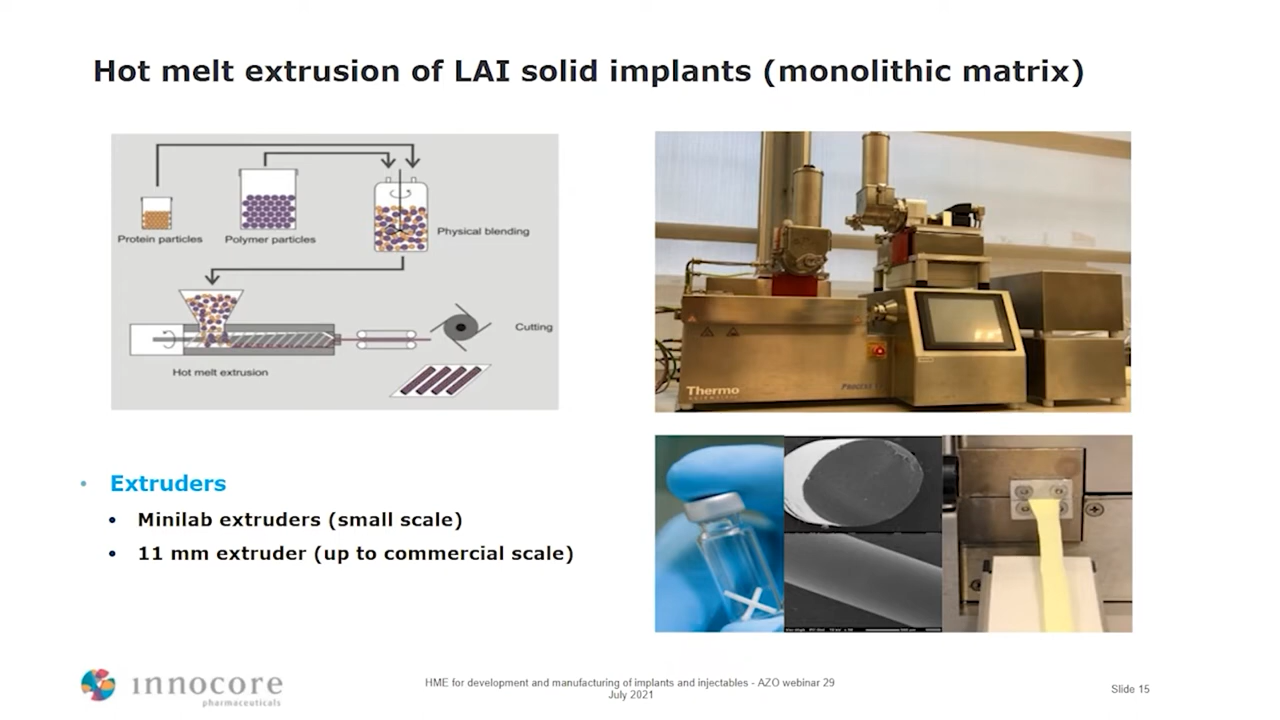 Hot melt extrusion of LAI solid implants (monolithic matrix)
Protein particles
Polymer particles
Physical blending
Cutting
Hot melt extrusion
Thermo
SCIENTIFIC
• Extruders
• Minilab extruders (small scale)
• 11 mm extruder (up to commercial scale)
innocore
pharmaceuticals
HME for development and manufacturing of implants and injectables - AZO webinar 29
July 2021
Slide 15